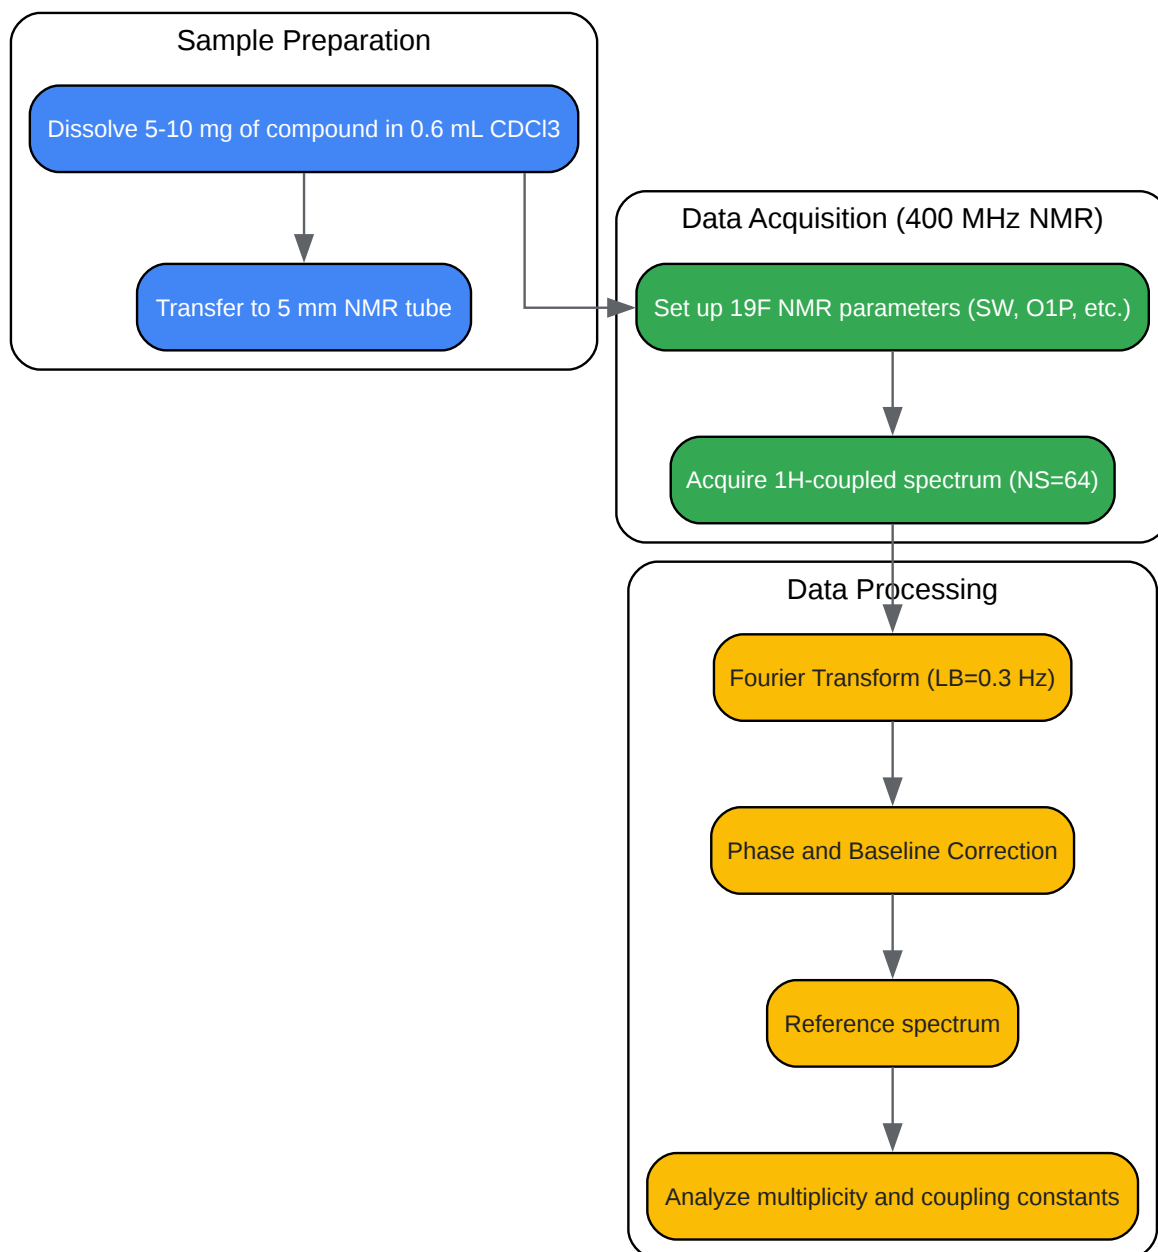 Sample Preparation
Dissolve 5-10 mg of compound in 0.6 mL CDCl3
Transfer to 5 mm NMR tube
Data Acquisition (400 MHz NMR)
Set up 19F NMR parameters (SW, O1P, etc.)
Acquire 1H-coupled spectrum (NS=64)
Data Processing
Fourier Transform (LB=0.3 Hz)
Phase and Baseline Correction
Reference spectrum
Analyze multiplicity and coupling constants